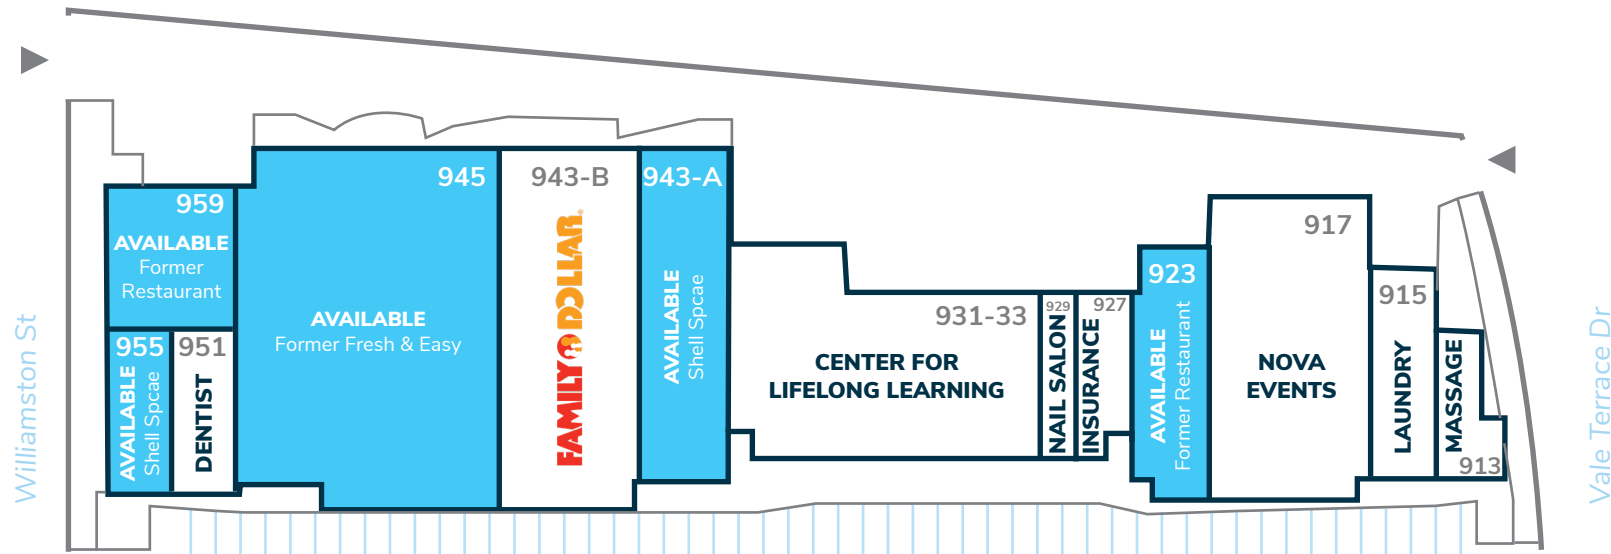 Williamston St
959
AVAILABLE
Former
Restaurant
955
AVAILABLE
Shell Spcae
951
DENTIST
945
AVAILABLE
Former Fresh & Easy
943-B
FAMILY DOLLAR
943-A
AVAILABLE
Shell Spcae
931-33
CENTER FOR
LIFELONG LEARNING
929
NAIL SALON
927
INSURANCE
923
AVAILABLE
Former Restaurant
917
NOVA
EVENTS
915
LAUNDRY
MASSAGE
913
Vale Terrace Dr